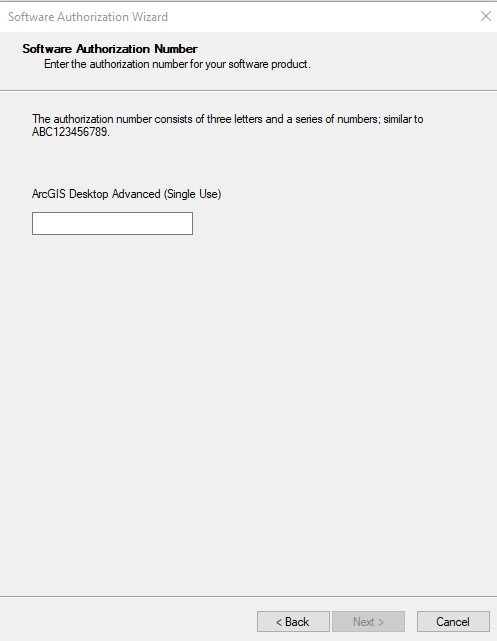 Software Authorization Wizard
Software Authorization Number
Enter the authorization number for your software product.
The authorization number consists of three letters and a series of numbers; similar to
ABC123456789.
ArcGIS Desktop Advanced (Single Use)
< Back Next > Cancel